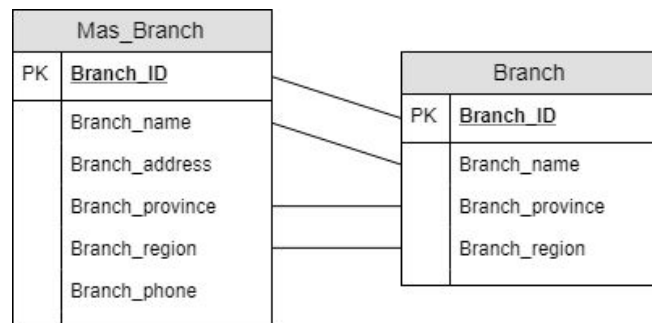 Mas_Branch
PK Branch_ID
Branch_name
Branch_address
Branch_province
Branch_region
Branch_phone
Branch
PK Branch_ID
Branch_name
Branch_province
Branch_region